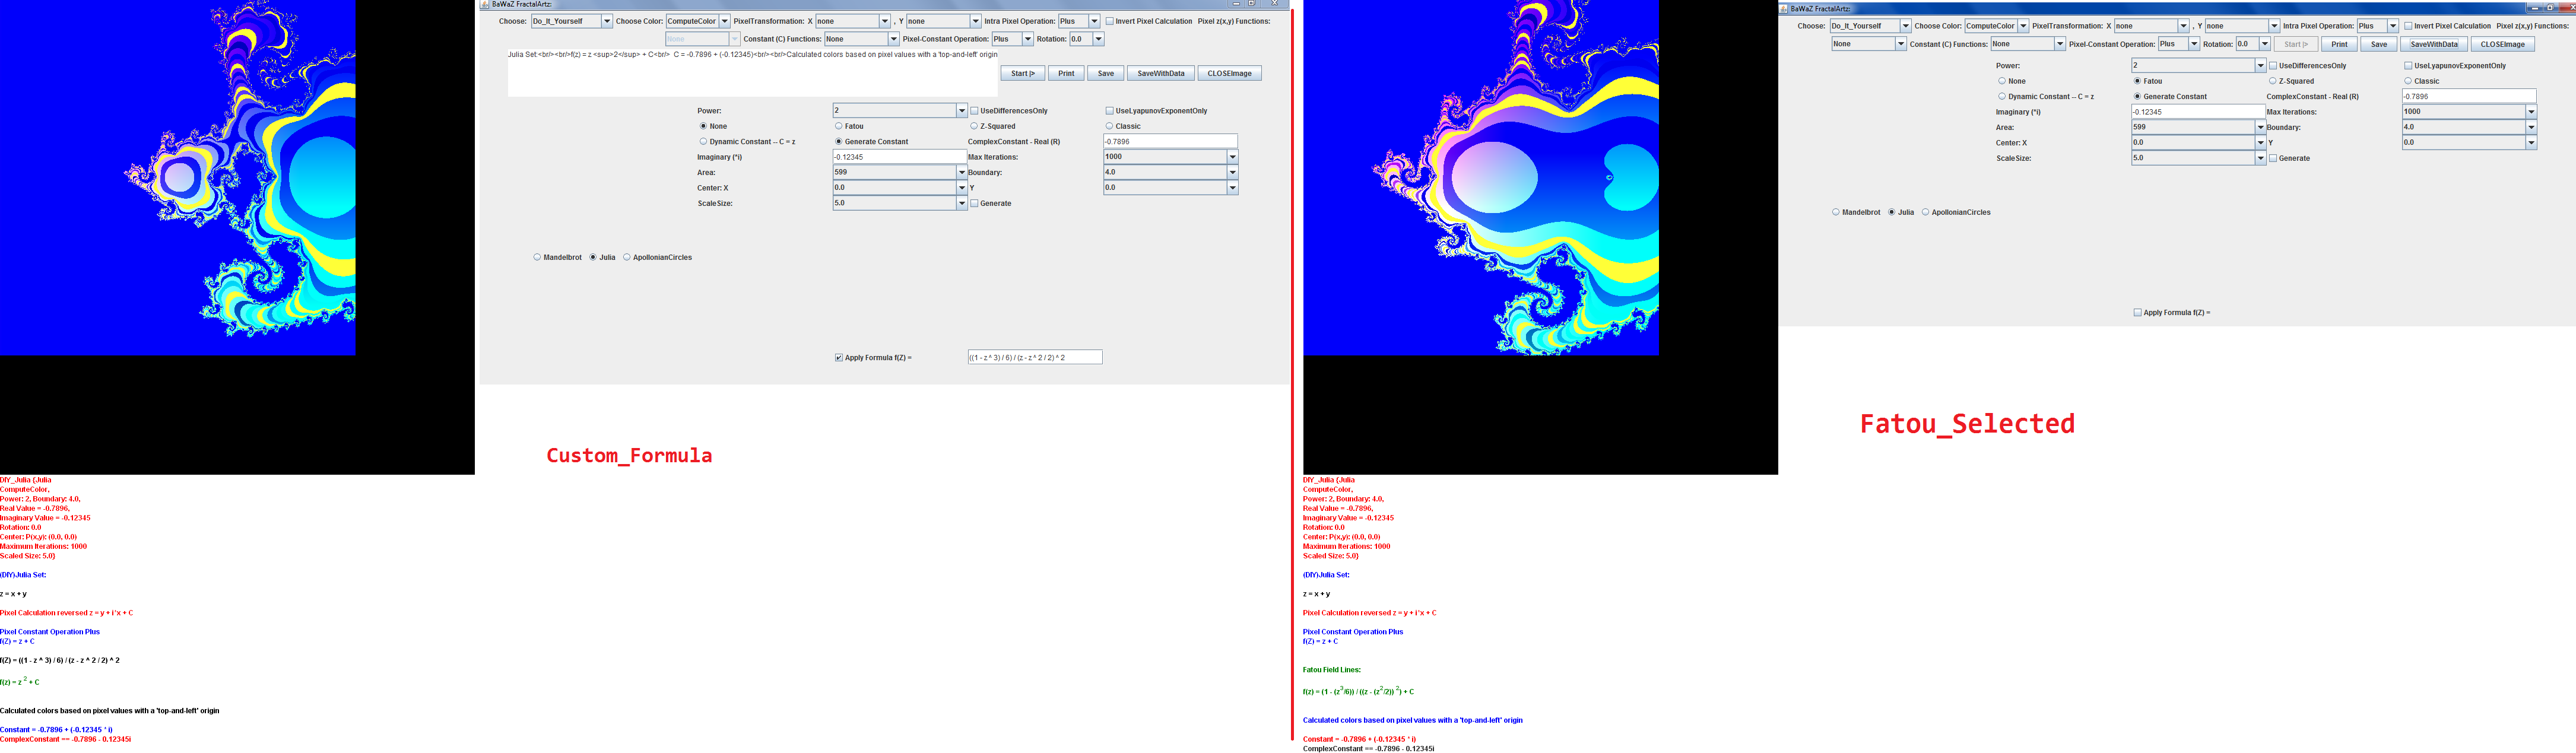 BaWaZ FractalArtz:
Choose: Do_It_Yourself Choose Color: ComputeColor PixelTransformation: X none , Y none Intra Pixel Operation: Plus Invert Pixel Calculation Pixel z(x,y) Functions:
None Constant (C) Functions: None Pixel-Constant Operation: Plus Rotation: 0.0
Julia Set<br/><br/>f(z) = z <sup>2</sup> + C<br/> C = -0.7896 + (-0.12345)<br/><br/>Calculated colors based on pixel values with a 'top-and-left' origin
Start |> Print Save SaveWithData CLOSEImage
Power: 2 UseDifferencesOnly UseLyapunovExponentOnly
None Fatou Z-Squared Classic
Dynamic Constant -- C = z Generate Constant ComplexConstant - Real (R) -0.7896
Imaginary (*i) -0.12345 Max Iterations: 1000
Area: 599 Boundary: 4.0
Center: X 0.0 Y 0.0
ScaleSize: 5.0 Generate
Mandelbrot Julia ApollonianCircles
Apply Formula f(Z) = ((1 - z ^ 3) / 6) / (z - z ^ 2 / 2) ^ 2
Custom_Formula
DIY_Julia {Julia
ComputeColor,
Power: 2, Boundary: 4.0,
Real Value = -0.7896,
Imaginary Value = -0.12345
Rotation: 0.0
Center: P(x,y): (0.0, 0.0)
Maximum Iterations: 1000
Scaled Size: 5.0}
(DIY)Julia Set:
z = x + y
Pixel Calculation reversed z = y + i*x + C
Pixel Constant Operation Plus
f(Z) = z + C
f(Z) = ((1 - z ^ 3) / 6) / (z - z ^ 2 / 2) ^ 2
f(z) = z 2 + C
Calculated colors based on pixel values with a 'top-and-left' origin
Constant = -0.7896 + (-0.12345 * i)
ComplexConstant == -0.7896 - 0.12345i
BaWaZ FractalArtz:
Choose: Do_It_Yourself Choose Color: ComputeColor PixelTransformation: X none , Y none Intra Pixel Operation: Plus Invert Pixel Calculation Pixel z(x,y) Functions:
None Constant (C) Functions: None Pixel-Constant Operation: Plus Rotation: 0.0 Start |> Print Save SaveWithData CLOSEImage
Power: 2 UseDifferencesOnly UseLyapunovExponentOnly
None Fatou Z-Squared Classic
Dynamic Constant -- C = z Generate Constant ComplexConstant - Real (R) -0.7896
Imaginary (*i) -0.12345 Max Iterations: 1000
Area: 599 Boundary: 4.0
Center: X 0.0 Y 0.0
ScaleSize: 5.0 Generate
Mandelbrot Julia ApollonianCircles
Apply Formula f(Z) =
Fatou_Selected
DIY_Julia {Julia
ComputeColor,
Power: 2, Boundary: 4.0,
Real Value = -0.7896,
Imaginary Value = -0.12345
Rotation: 0.0
Center: P(x,y): (0.0, 0.0)
Maximum Iterations: 1000
Scaled Size: 5.0}
(DIY)Julia Set:
z = x + y
Pixel Calculation reversed z = y + i*x + C
Pixel Constant Operation Plus
f(Z) = z + C
Fatou Field Lines:
f(z) = (1 - (z3/6)) / ((z - (z2/2)) 2) + C
Calculated colors based on pixel values with a 'top-and-left' origin
Constant = -0.7896 + (-0.12345 * i)
ComplexConstant == -0.7896 - 0.12345i